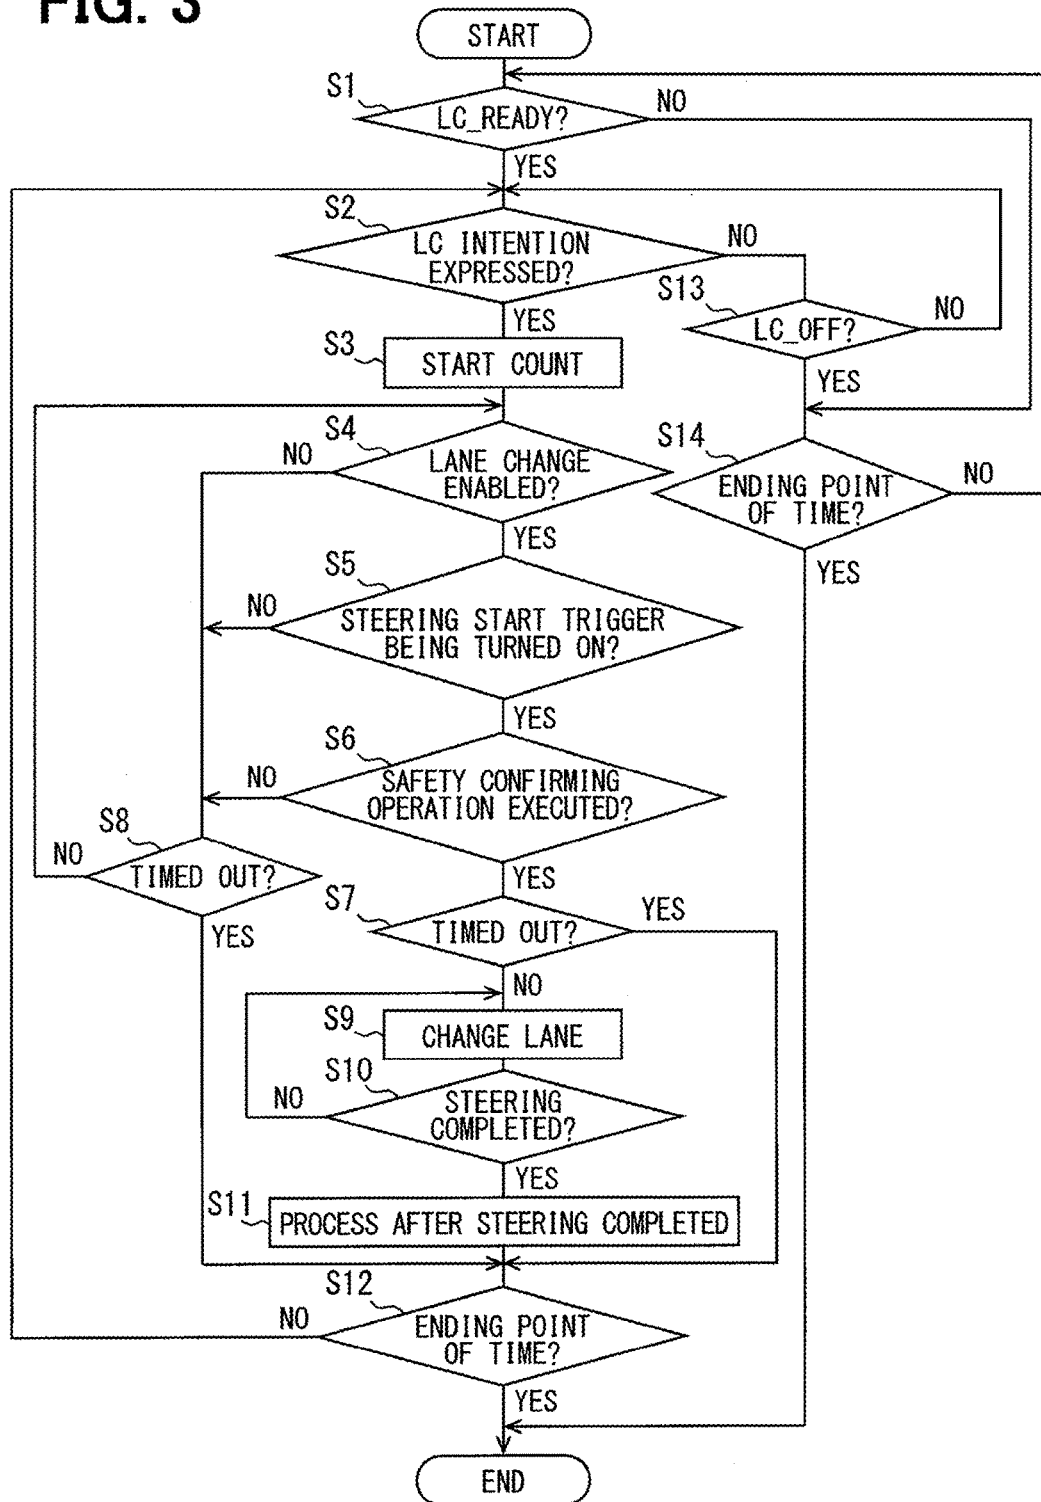 FIG. 3
START
S1
LC_READY?
NO
YES
S2
LC INTENTION
EXPRESSED?
NO
YES
S13
LC_OFF?
NO
YES
S3
START COUNT
S4
LANE CHANGE
ENABLED?
NO
YES
S14
ENDING POINT
OF TIME?
NO
YES
S5
STEERING START TRIGGER
BEING TURNED ON?
NO
YES
S6
SAFETY CONFIRMING
OPERATION EXECUTED?
NO
YES
S8
TIMED OUT?
NO
YES
S7
TIMED OUT?
YES
NO
S9
CHANGE LANE
S10
STEERING
COMPLETED?
NO
YES
S11
PROCESS AFTER STEERING COMPLETED
S12
ENDING POINT
OF TIME?
NO
YES
END